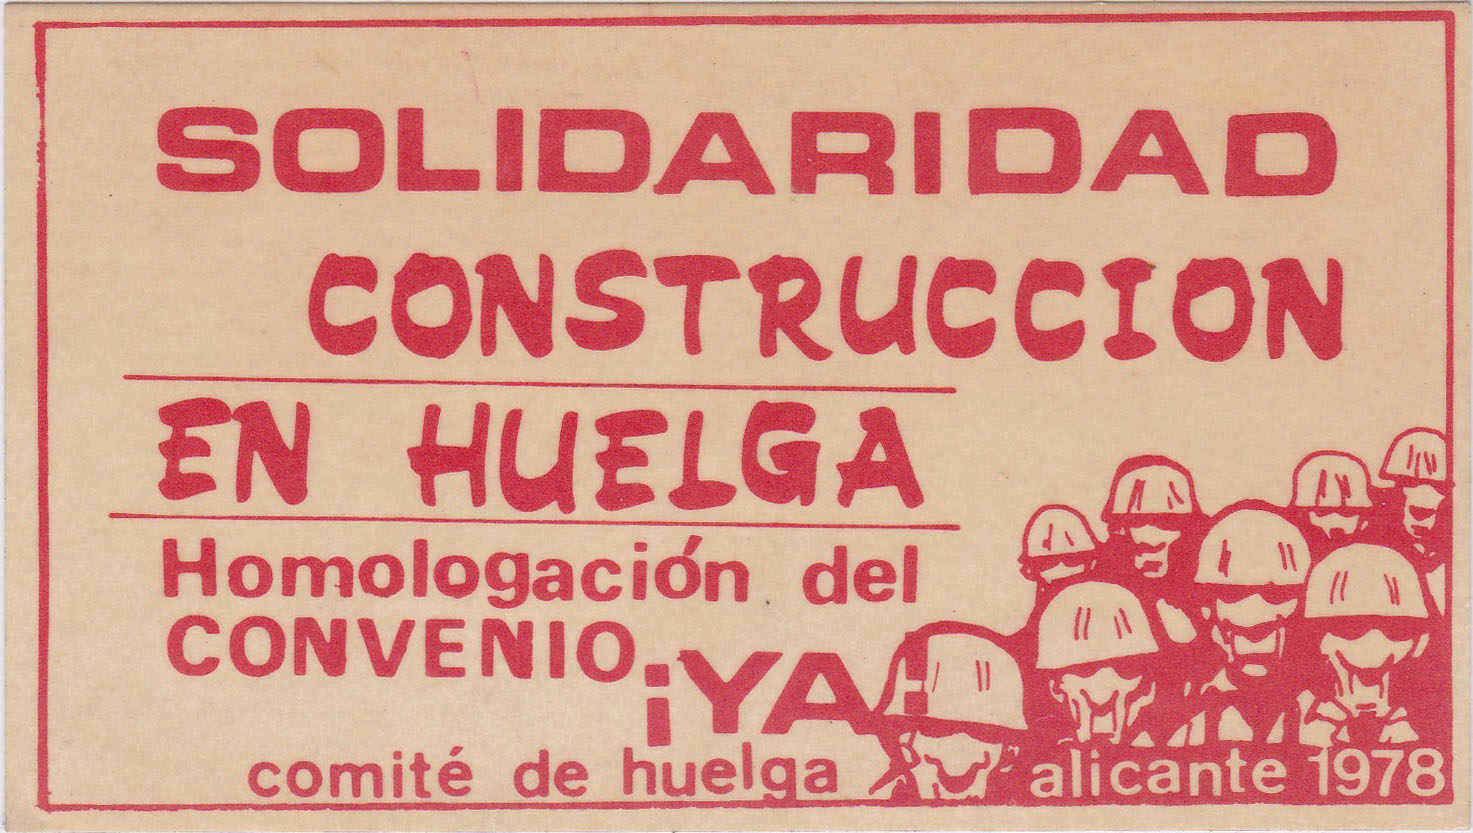 SOLIDARIDAD
CONSTRUCCION
EN HUELGA
Homologación del
CONVENIO
¡YA!
comité de huelga
alicante 1978